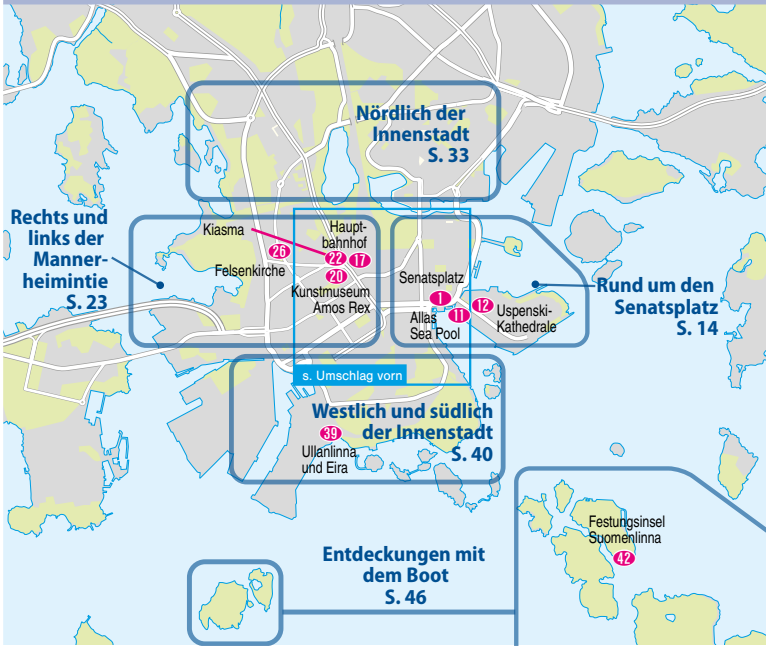 Nördlich der
Innenstadt
S. 33
Rechts und
links der
Manner-
heimintie
S. 23
Kiasma
Haupt-
bahnhof
26
22
17
Felsenkirche
20
Kunstmuseum
Amos Rex
Senatsplatz
1
12
11
Allas
Sea Pool
Uspenski-
Kathedrale
Rund um den
Senatsplatz
S. 14
s. Umschlag vorn
Westlich und südlich
der Innenstadt
S. 40
39
Ullanlinna
und Eira
Festungsinsel
Suomenlinna
42
Entdeckungen mit
dem Boot
S. 46